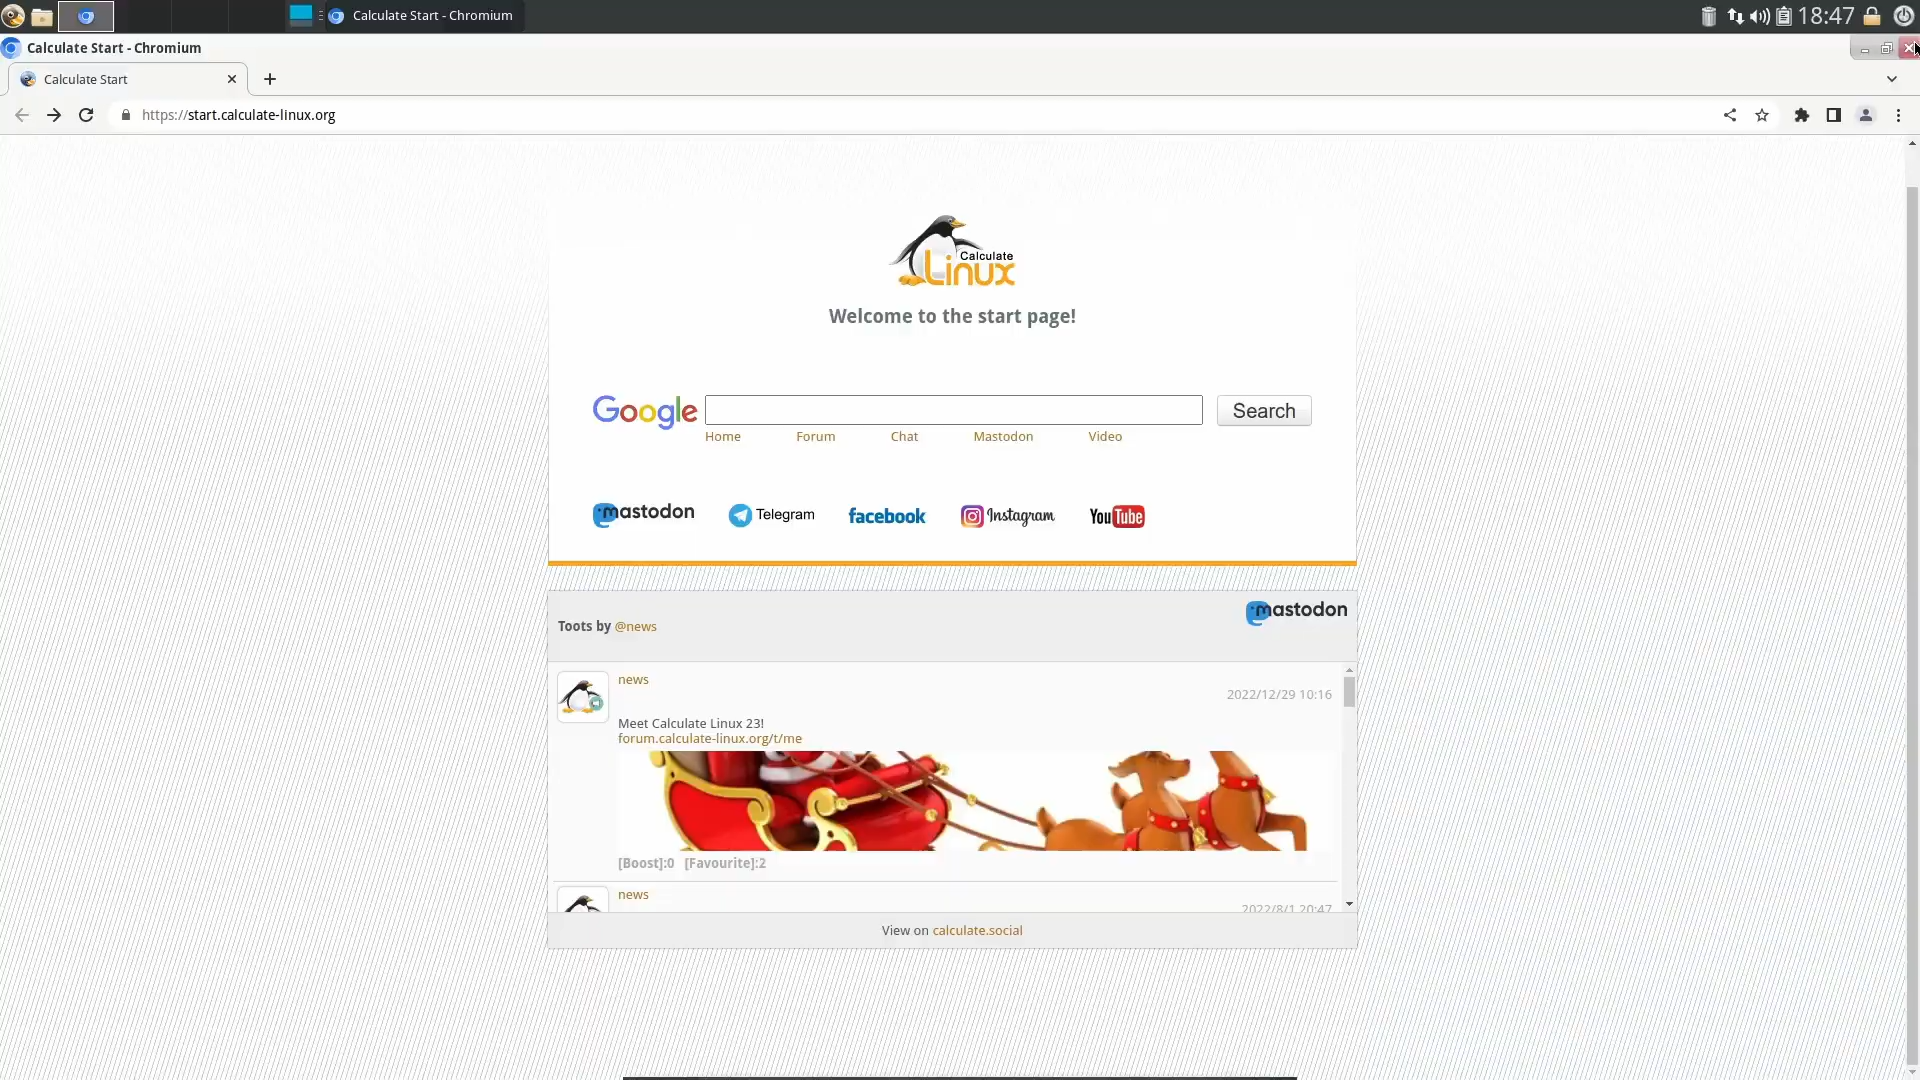 Calculate Start - Chromium
18:47
Calculate Start - Chromium
Calculate Start
https://start.calculate-linux.org
Calculate
Linux
Welcome to the start page!
Google
Search
Home
Forum
Chat
Mastodon
Video
mastodon
Telegram
facebook
Instagram
YouTube
mastodon
Toots by @news
news
2022/12/29 10:16
Meet Calculate Linux 23!
forum.calculate-linux.org/t/me
[Boost]:0 [Favourite]:2
news
2022/8/1 20:47
View on calculate.social